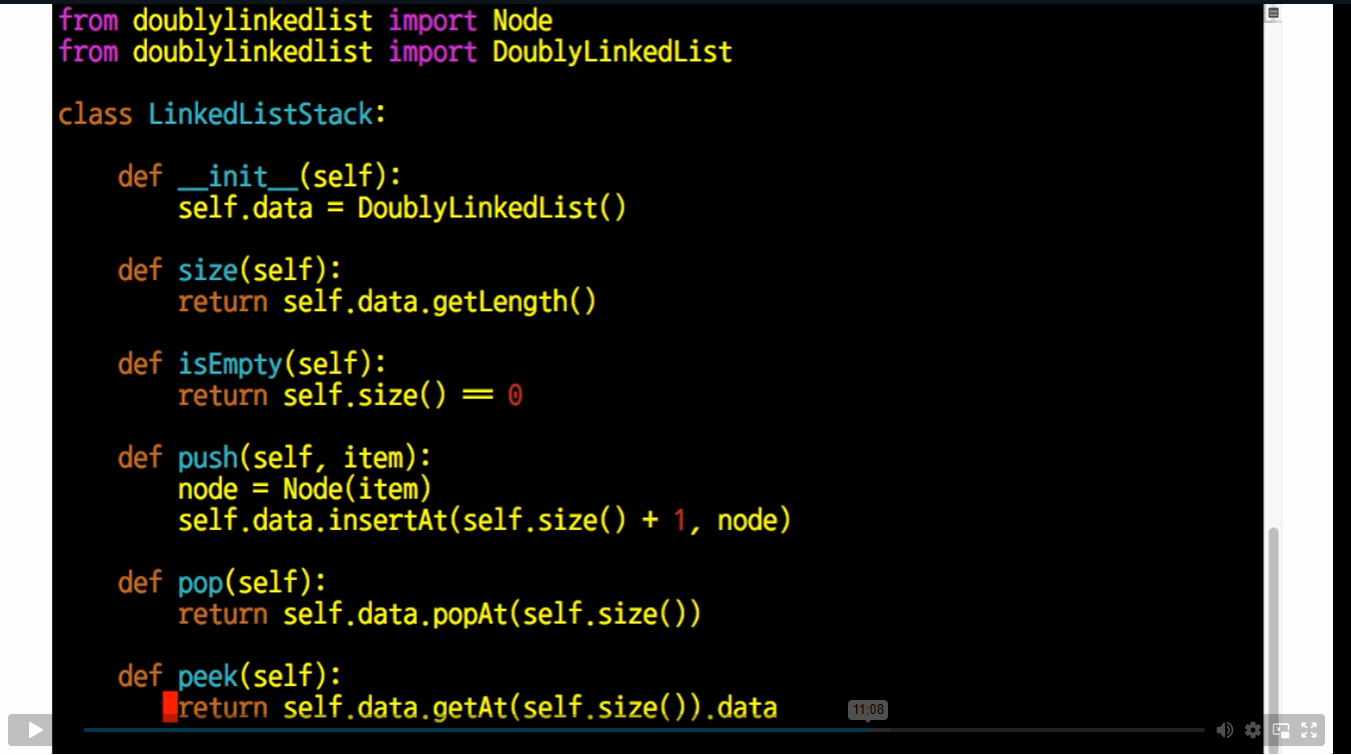 from doublylinkedlist import Node
from doublylinkedlist import DoublyLinkedList
class LinkedListStack:
def __init__(self):
self.data = DoublyLinkedList()
def size(self):
return self.data.getLength()
def isEmpty(self):
return self.size() == 0
def push(self, item):
node = Node(item)
self.data.insertAt(self.size() + 1, node)
def pop(self):
return self.data.popAt(self.size())
def peek(self):
return self.data.getAt(self.size()).data
11:08